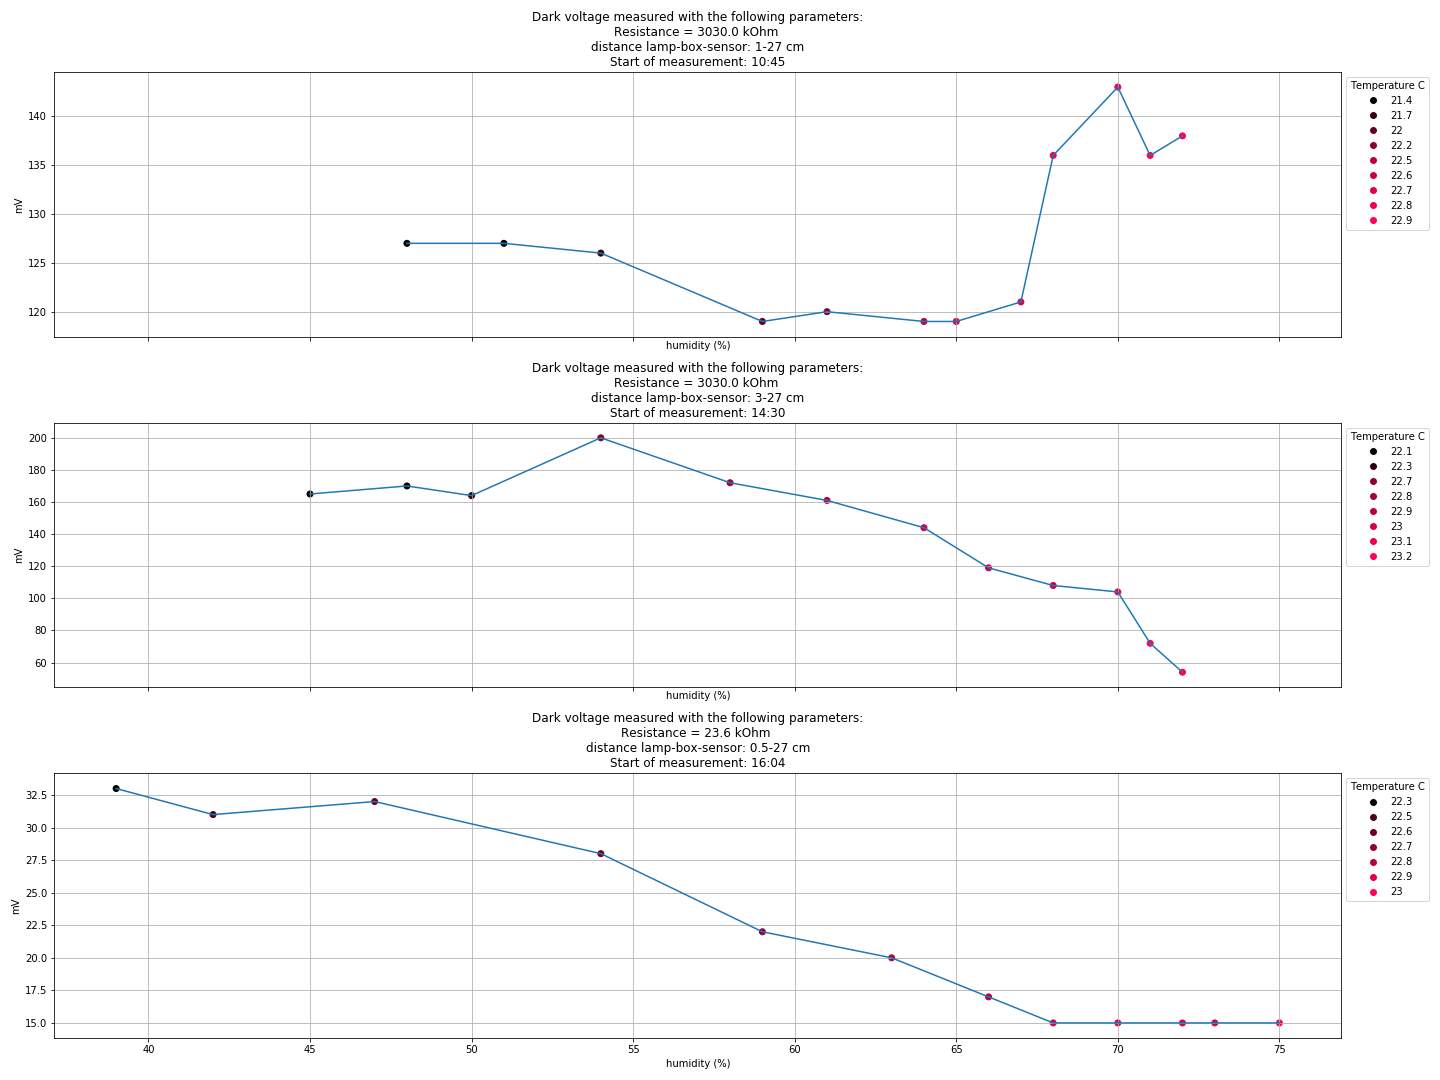 Dark voltage measured with the following parameters:
Resistance = 3030.0 kOhm
distance lamp-box-sensor: 1-27 cm
Start of measurement: 10:45
140
135
130
125
120
mV
humidity (%)
Temperature C
21.4
21.7
22
22.2
22.5
22.6
22.7
22.8
22.9
Dark voltage measured with the following parameters:
Resistance = 3030.0 kOhm
distance lamp-box-sensor: 3-27 cm
Start of measurement: 14:30
200
180
160
140
120
100
80
60
mV
humidity (%)
Temperature C
22.1
22.3
22.7
22.8
22.9
23
23.1
23.2
Dark voltage measured with the following parameters:
Resistance = 23.6 kOhm
distance lamp-box-sensor: 0.5-27 cm
Start of measurement: 16:04
32.5
30.0
27.5
25.0
22.5
20.0
17.5
15.0
mV
40 45 50 55 60 65 70 75
humidity (%)
Temperature C
22.3
22.5
22.6
22.7
22.8
22.9
23